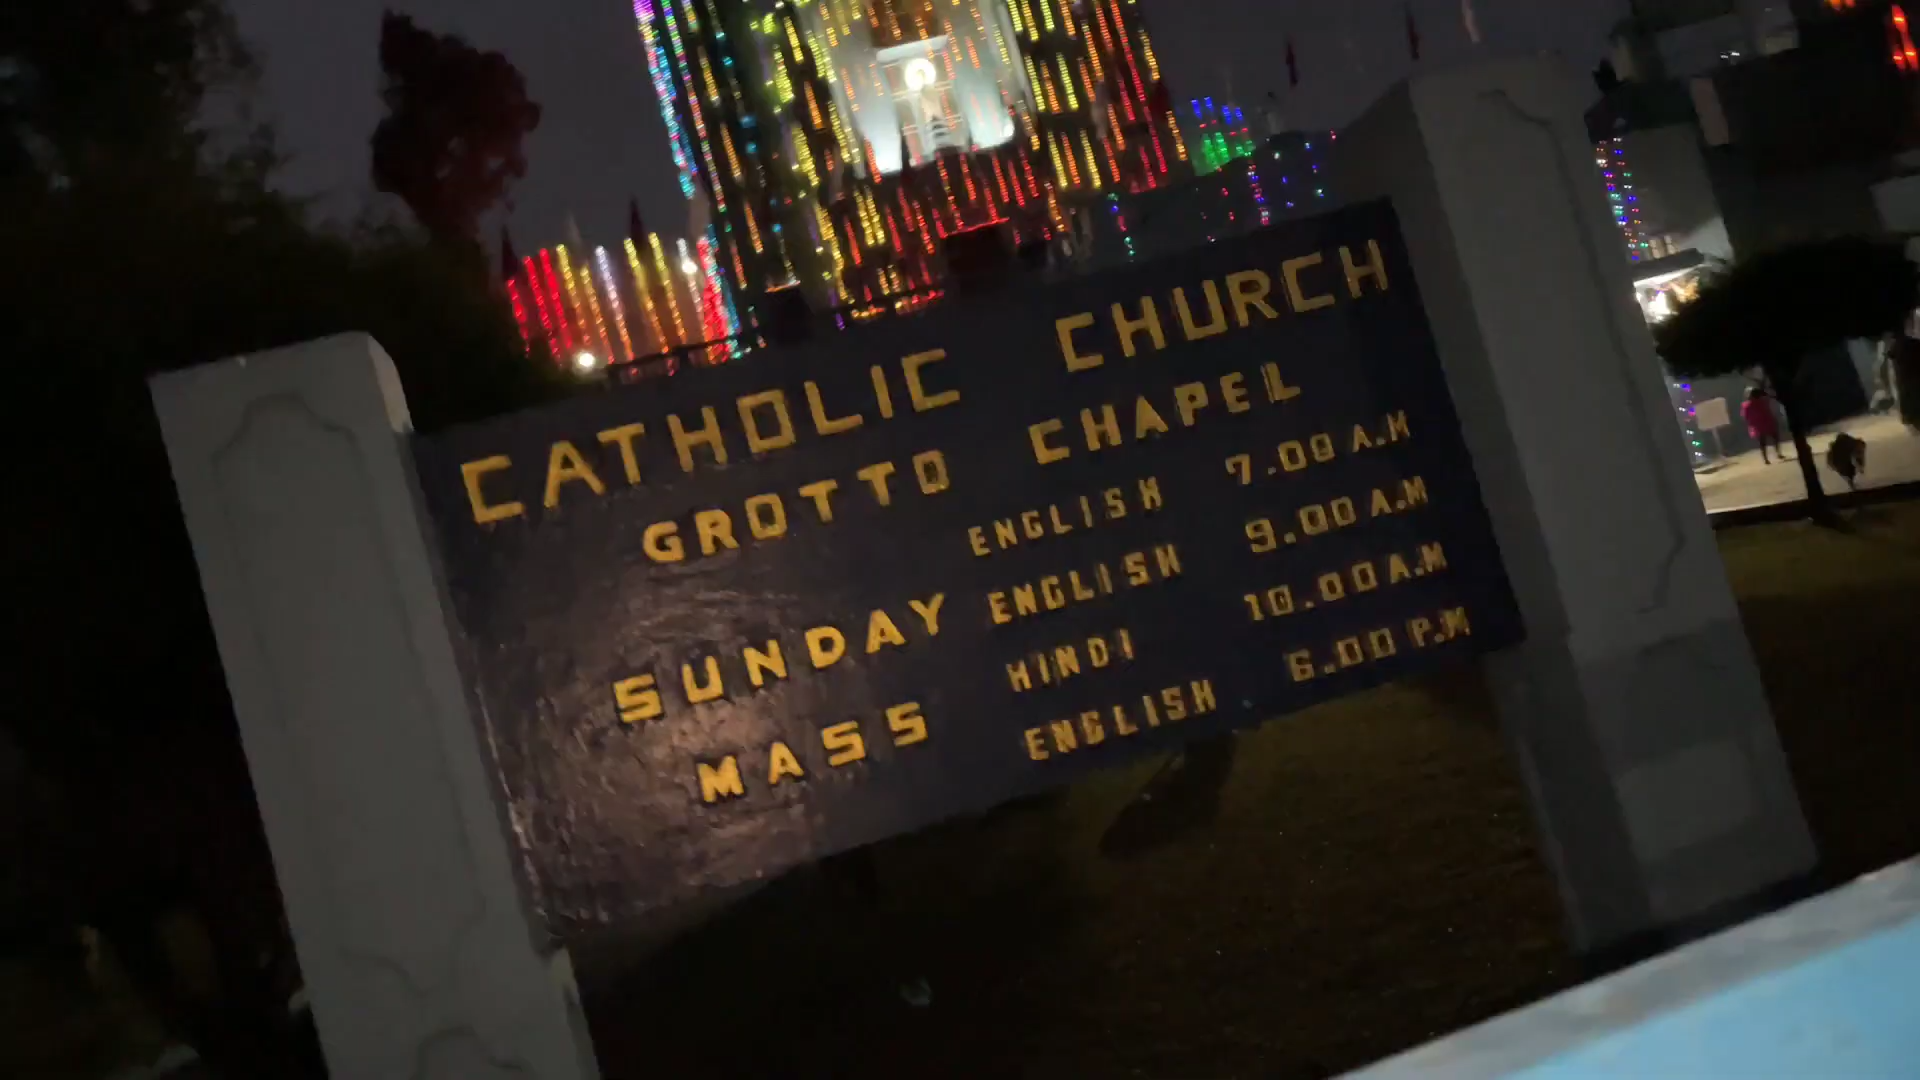 CATHOLIC CHURCH
GROTTO CHAPEL
ENGLISH 7.00 A.M
SUNDAY ENGLISH 9.00 A.M
MASS HINDI 10.00 A.M
ENGLISH 6.00 P.M